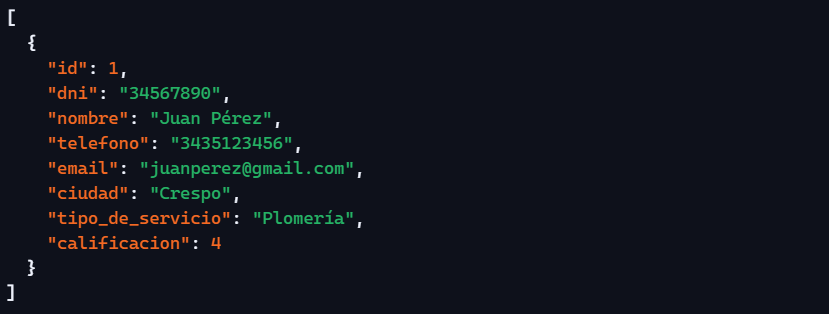 [
  {
    "id": 1,
    "dni": "34567890",
    "nombre": "Juan Pérez",
    "telefono": "3435123456",
    "email": "juanperez@gmail.com",
    "ciudad": "Crespo",
    "tipo_de_servicio": "Plomería",
    "calificacion": 4
  }
]